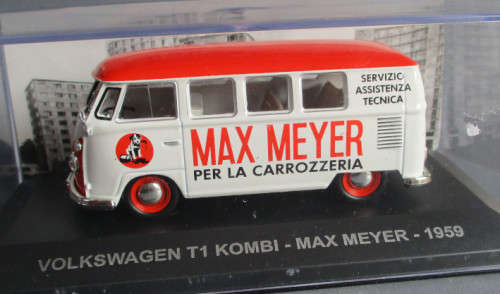 SERVIZIO
ASSISTENZA
TECNICA
MAX MEYER
PER LA CARROZZERIA
VOLKSWAGEN T1 KOMBI - MAX MEYER - 1959